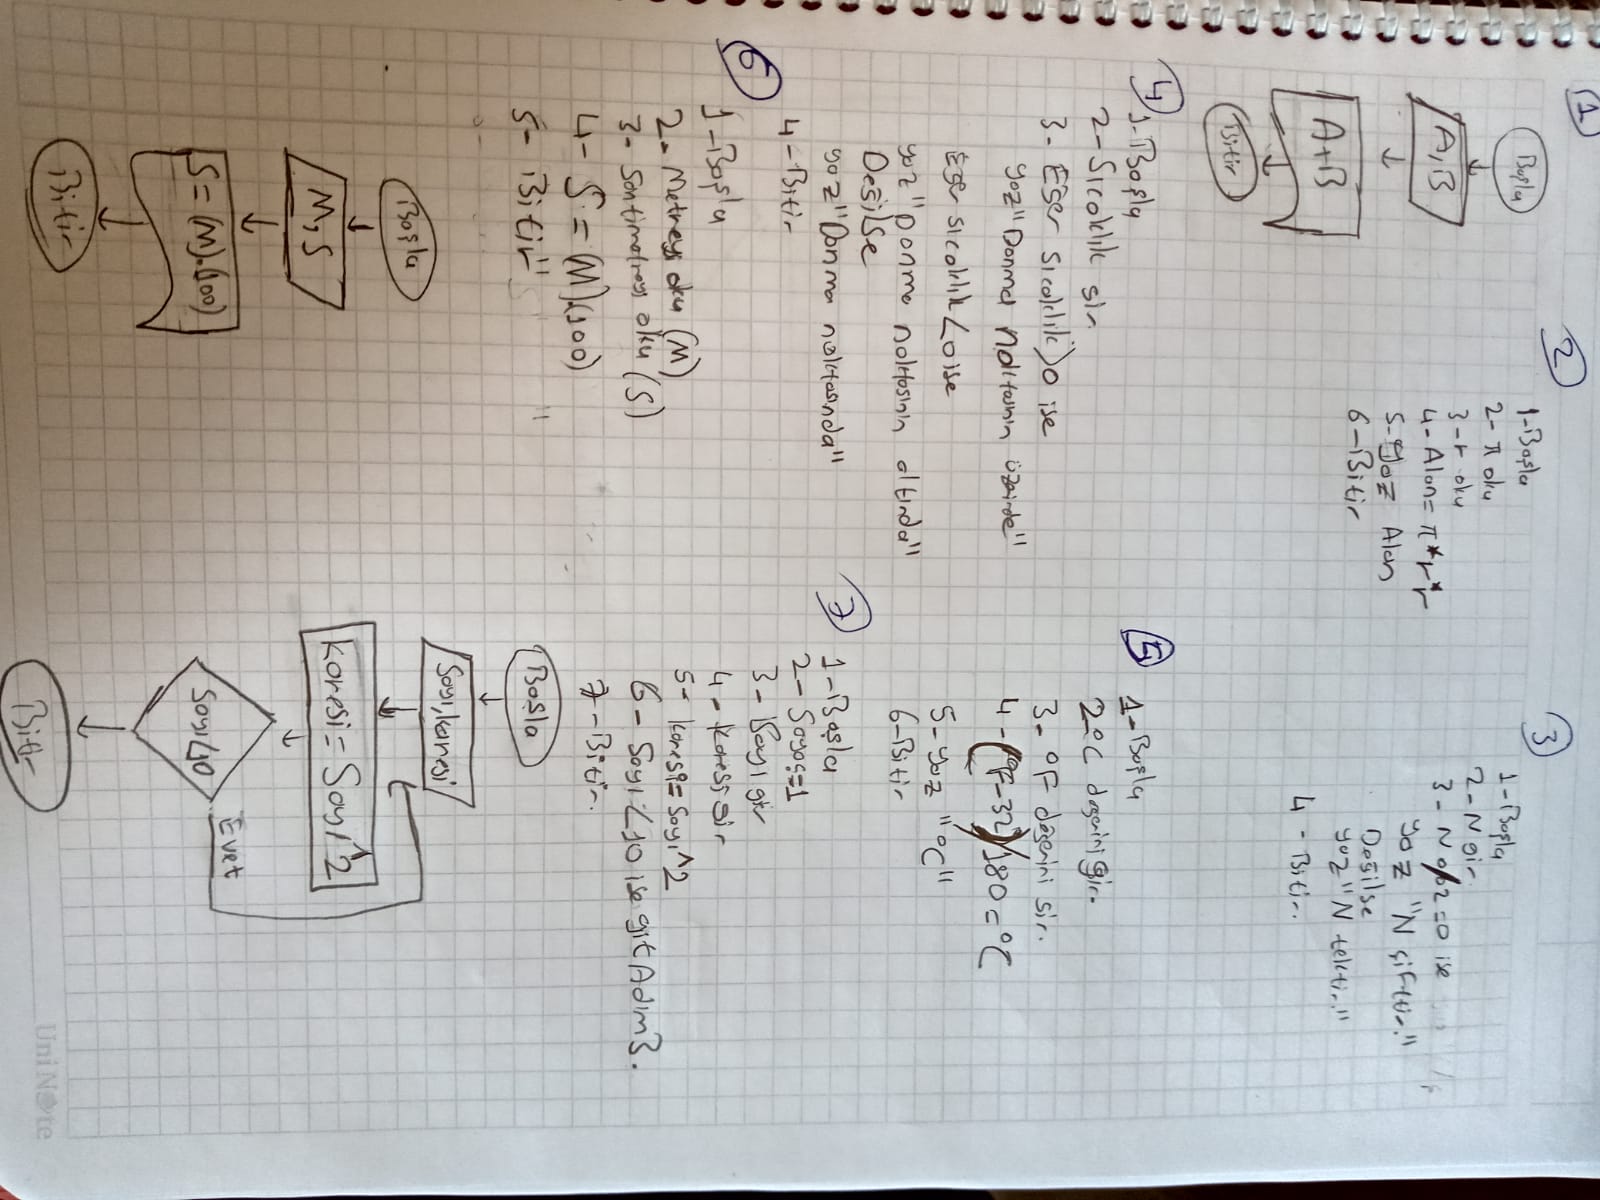 1
Başla
A,B
A+B
Bitir
2
1-Başla
2-π oku
3-r oku
4-Alan=π*r*r
5-yaz Alan
6-Bitir
3
1-Başla
2-N gir.
3-N%2=0 ise
yaz "N çifttir."
Değilse
yaz "N tektir."
4-Bitir.
4
1-Başla
2-Sıcaklık gir
3-Eğer Sıcaklık>0 ise
yaz "Donma noktasının üzerinde"
Eğer sıcaklık<0 ise
yaz "Donma noktasının altında"
Değilse
yaz "Donma noktasında"
4-Bitir
5
1-Başla
2-°C değerini gir.
3-°F değerini gir.
4-(°F-32)/180=°C
5-yaz "°C"
6-Bitir
6
1-Başla
2-Metreyi oku (M)
3-Santimetreyi oku (S)
4-S=(M).(100)
5-Bitir"
"
Başla
M,S
S=(M).(100)
Bitir
7
1-Başla
2-Sayaç=1
3-Sayı gir
4-karesi gir
5-karesi=Sayı^2
6-Sayı<10 ise git Adım3.
7-Bitir.
Başla
Sayı,karesi
karesi=Sayı^2
Sayı<10
Evet
Bitir
UniNote